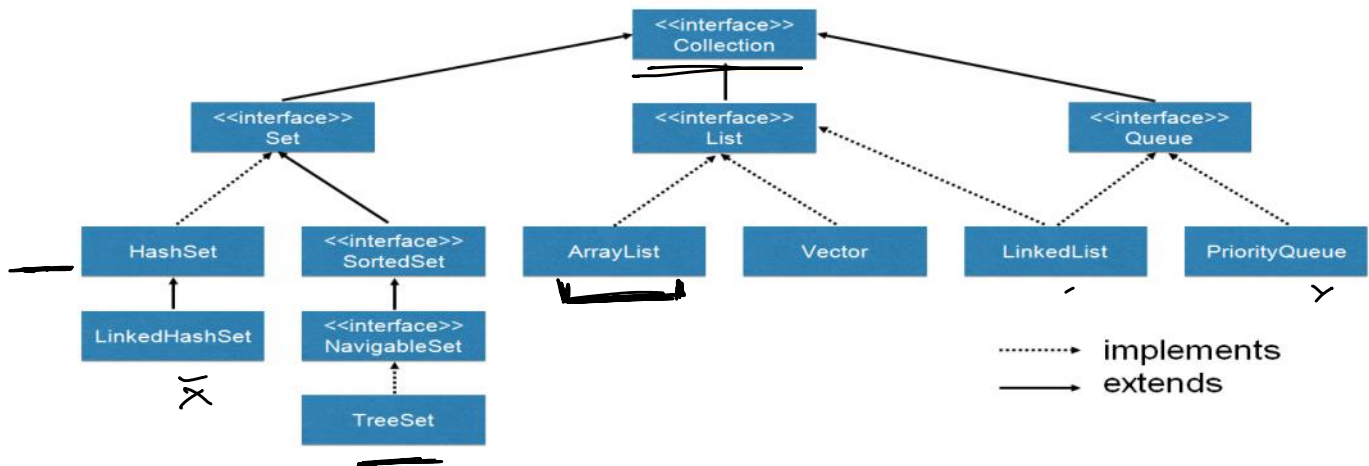 <<interface>>
Collection
<<interface>>
Set
<<interface>>
List
<<interface>>
Queue
HashSet
<<interface>>
SortedSet
ArrayList
Vector
LinkedList
PriorityQueue
LinkedHashSet
<<interface>>
NavigableSet
implements
extends
TreeSet